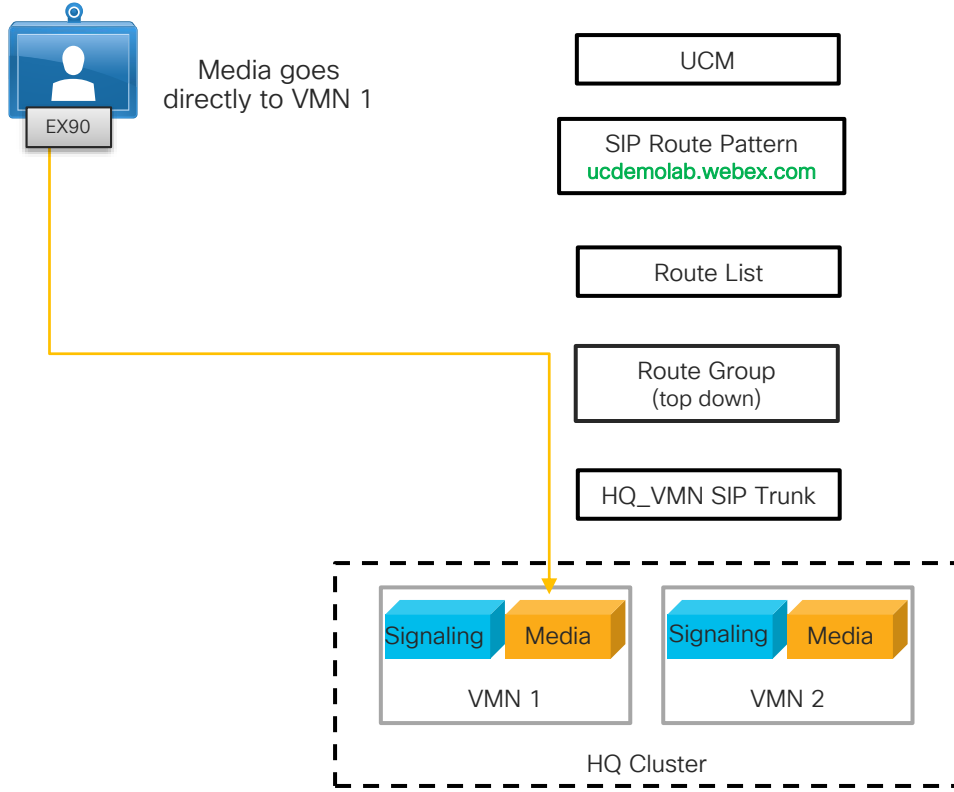 EX90
Media goes
directly to VMN 1
UCM
SIP Route Pattern
ucdemolab.webex.com
Route List
Route Group
(top down)
HQ_VMN SIP Trunk
Signaling
Media
VMN 1
Signaling
Media
VMN 2
HQ Cluster